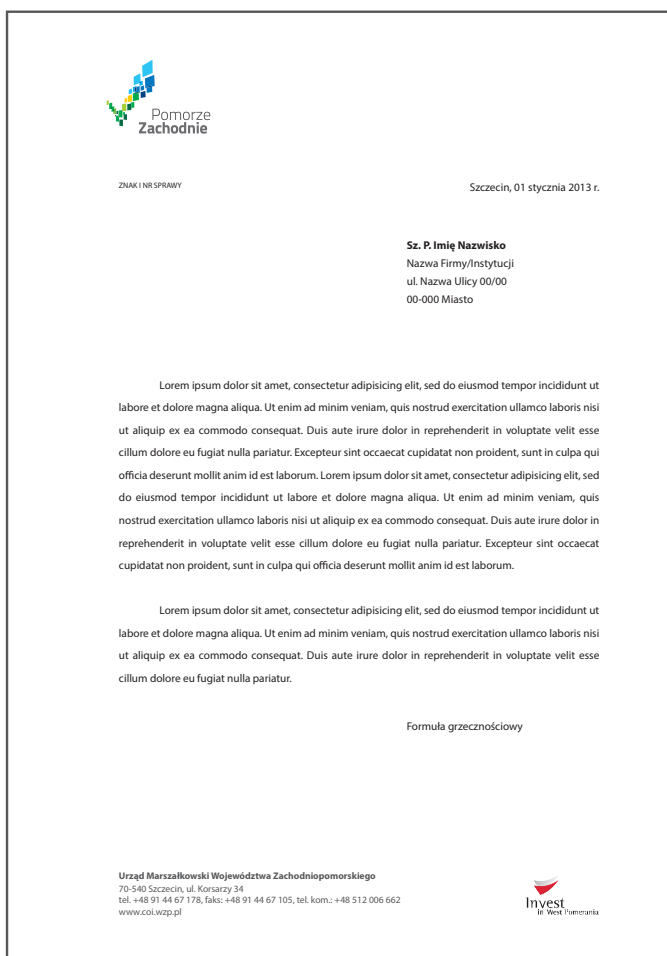 Pomorze
Zachodnie
ZNAK I NR SPRAWY
Szczecin, 01 stycznia 2013 r.
Sz. P. Imię Nazwisko
Nazwa Firmy/Instytucji
ul. Nazwa Ulicy 00/00
00-000 Miasto
Lorem ipsum dolor sit amet, consectetur adipisicing elit, sed do eiusmod tempor incididunt ut
labore et dolore magna aliqua. Ut enim ad minim veniam, quis nostrud exercitation ullamco laboris nisi
ut aliquip ex ea commodo consequat. Duis aute irure dolor in reprehenderit in voluptate velit esse
cillum dolore eu fugiat nulla pariatur. Excepteur sint occaecat cupidatat non proident, sunt in culpa qui
officia deserunt mollit anim id est laborum. Lorem ipsum dolor sit amet, consectetur adipisicing elit, sed
do eiusmod tempor incididunt ut labore et dolore magna aliqua. Ut enim ad minim veniam, quis
nostrud exercitation ullamco laboris nisi ut aliquip ex ea commodo consequat. Duis aute irure dolor in
reprehenderit in voluptate velit esse cillum dolore eu fugiat nulla pariatur. Excepteur sint occaecat
cupidatat non proident, sunt in culpa qui officia deserunt mollit anim id est laborum.
Lorem ipsum dolor sit amet, consectetur adipisicing elit, sed do eiusmod tempor incididunt ut
labore et dolore magna aliqua. Ut enim ad minim veniam, quis nostrud exercitation ullamco laboris nisi
ut aliquip ex ea commodo consequat. Duis aute irure dolor in reprehenderit in voluptate velit esse
cillum dolore eu fugiat nulla pariatur.
Formuła grzecznościowy
Urząd Marszałkowski Województwa Zachodniopomorskiego
70-540 Szczecin, ul. Korsarzy 34
tel. +48 91 44 67 178, faks: +48 91 44 67 105, tel. kom.: +48 512 006 662
www.coi.wzp.pl
Invest
in West Pomerania